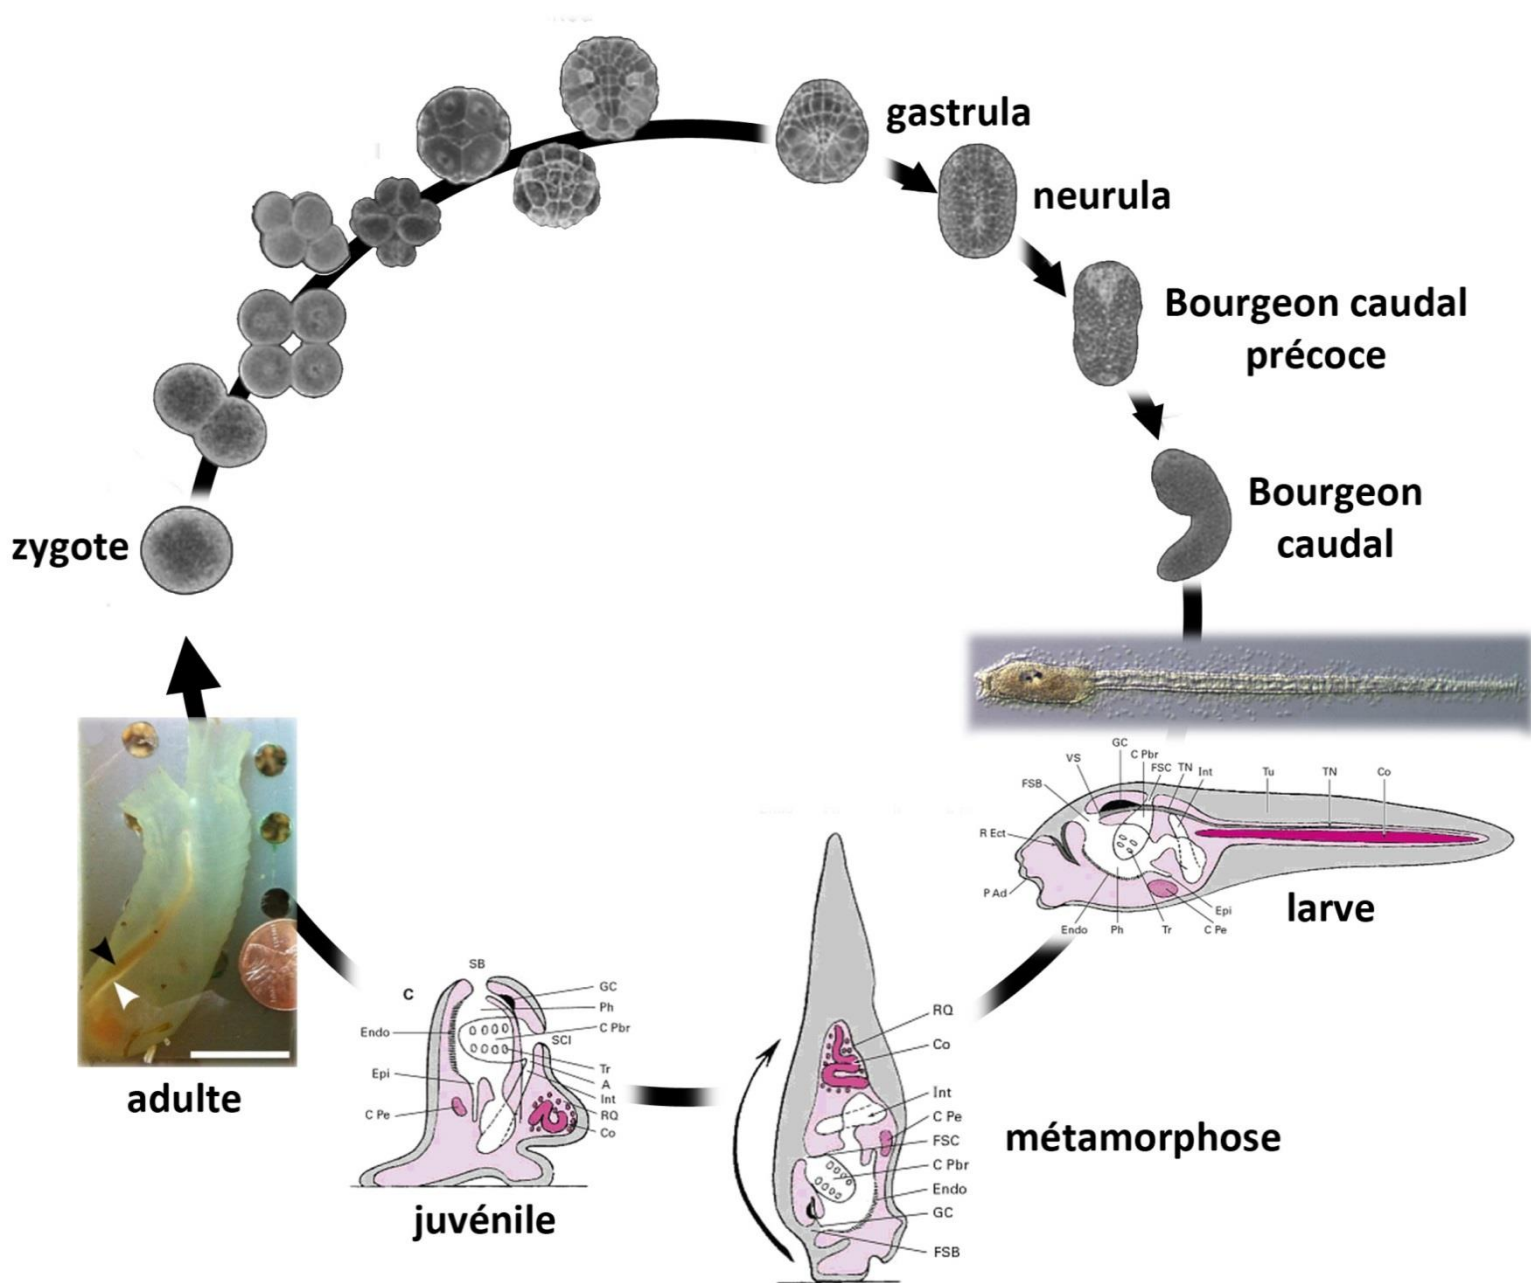 gastrula
neurula
Bourgeon caudal
précoce
Bourgeon
caudal
zygote
GC
C Pbr
VS
FSC
TN
Int
Tu
TN
Co
FSB
R Ect
P Ad
Endo
Ph
Tr
C Pe
Epi
larve
RQ
Co
Int
C Pe
FSC
C Pbr
Endo
GC
FSB
métamorphose
C
SB
GC
Ph
C Pbr
SCI
Endo
Tr
A
Epi
Int
RQ
C Pe
Co
juvénile
adulte